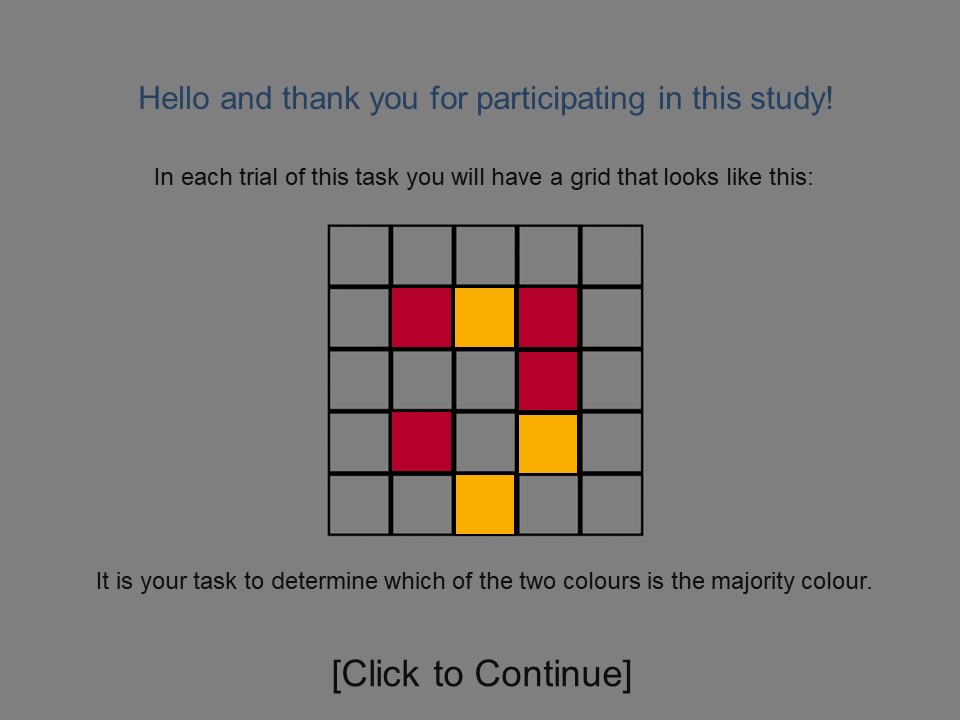 Hello and thank you for participating in this study!
In each trial of this task you will have a grid that looks like this:
It is your task to determine which of the two colours is the majority colour.
[Click to Continue]